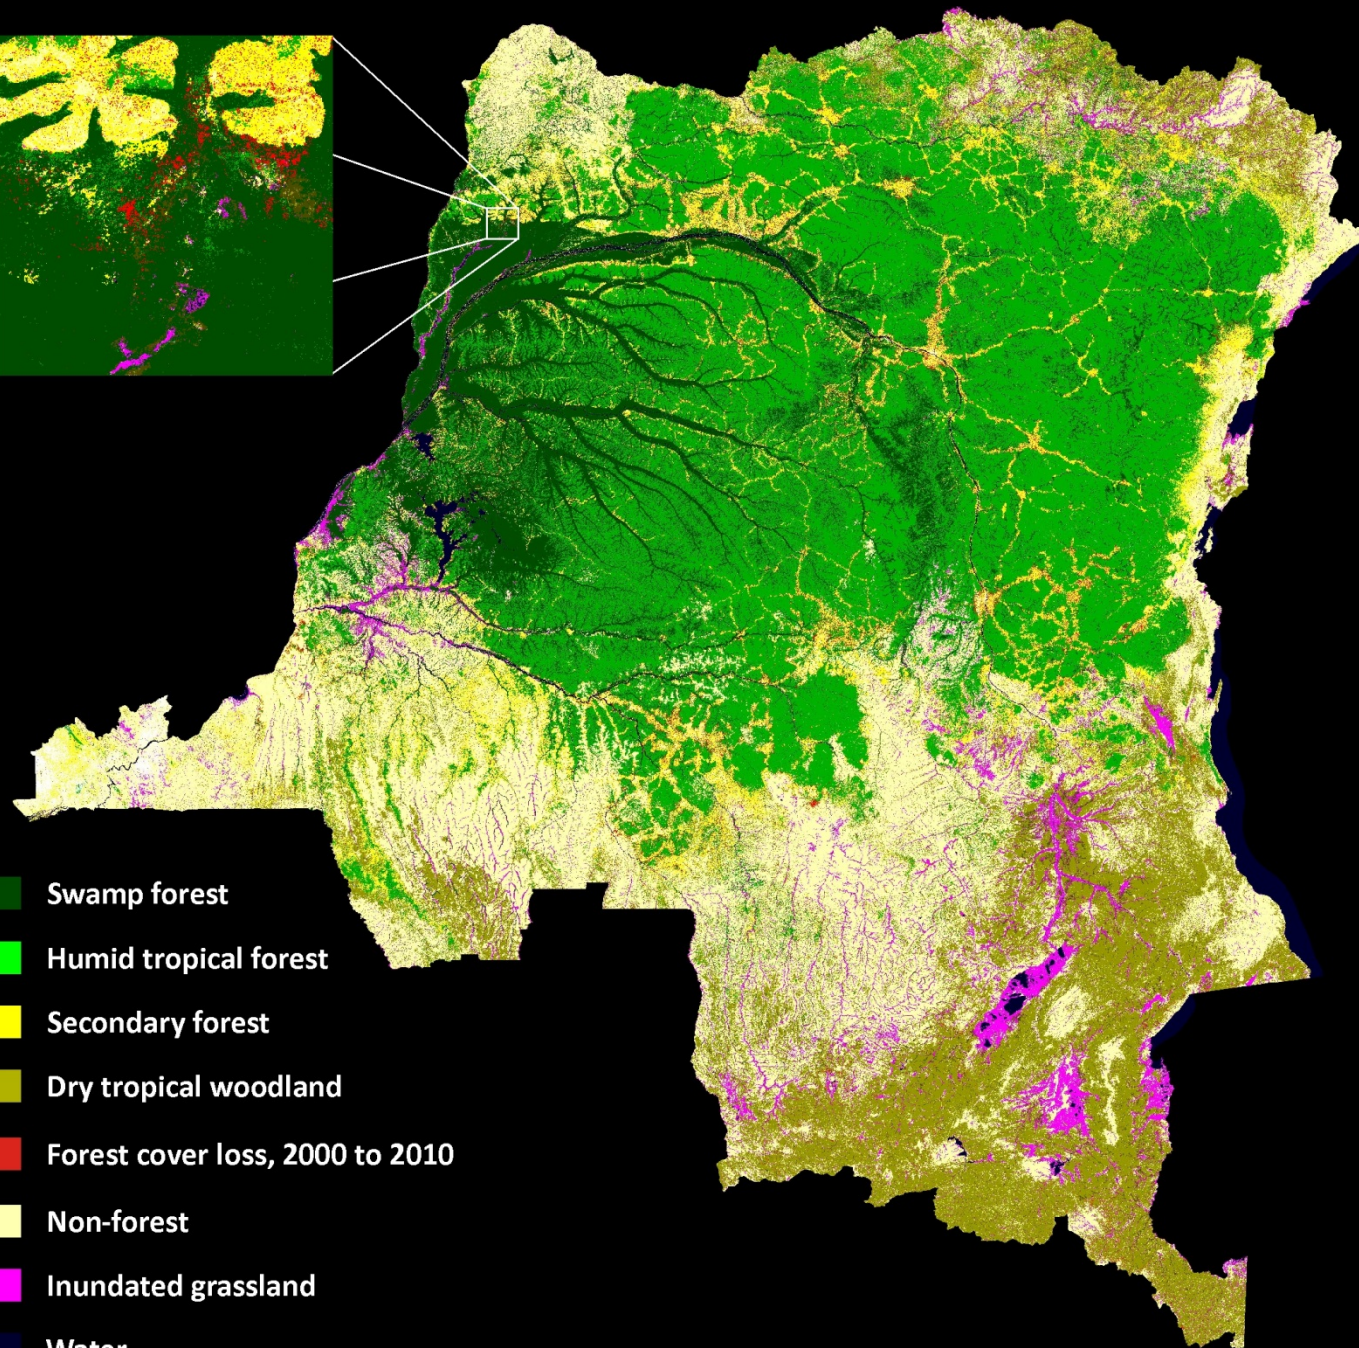 Swamp forest
Humid tropical forest
Secondary forest
Dry tropical woodland
Forest cover loss, 2000 to 2010
Non-forest
Inundated grassland
Water